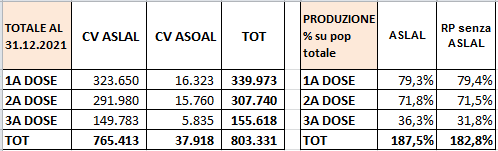 TOTALE AL 31.12.2021 CV ASLAL CV ASOAL TOT
1A DOSE 323.650 16.323 339.973
2A DOSE 291.980 15.760 307.740
3A DOSE 149.783 5.835 155.618
TOT 765.413 37.918 803.331
PRODUZIONE % su pop totale ASLAL RP senza ASLAL
1A DOSE 79,3% 79,4%
2A DOSE 71,8% 71,5%
3A DOSE 36,3% 31,8%
TOT 187,5% 182,8%